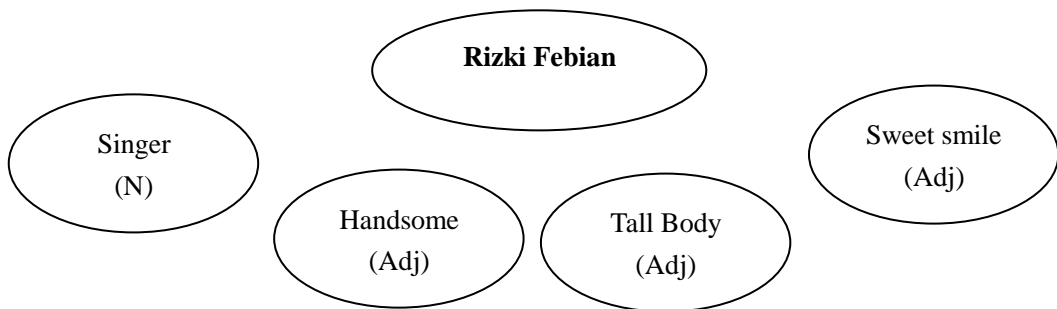 Rizki Febian
Singer
(N)
Handsome
(Adj)
Tall Body
(Adj)
Sweet smile
(Adj)